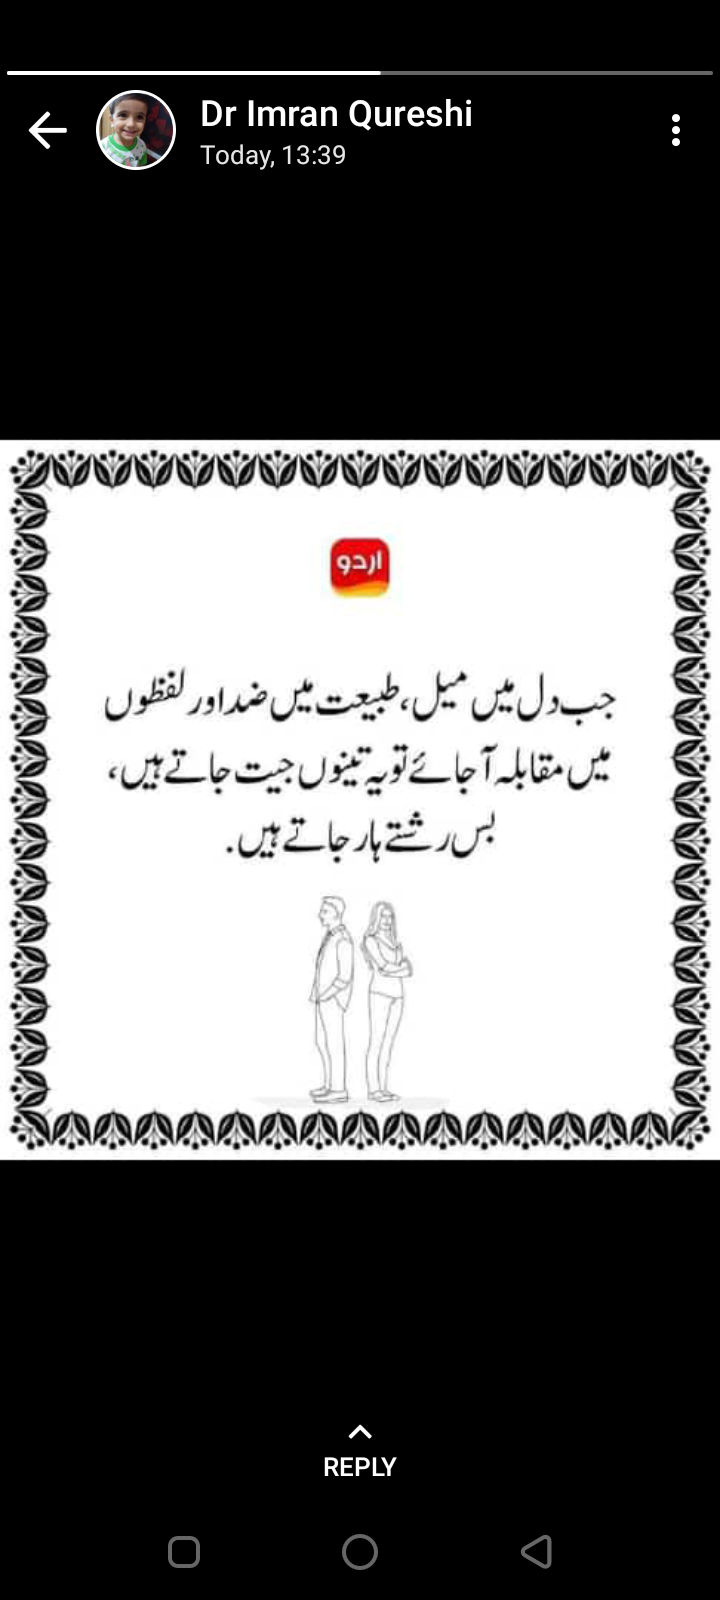 Dr Imran Qureshi
Today, 13:39
اردو
جب دل میں میل، طبیعت میں ضد اور لفظوں
میں مقابلہ آ جائے تو یہ تینوں جیت جاتے ہیں،
بس رشتے ہار جاتے ہیں.
REPLY